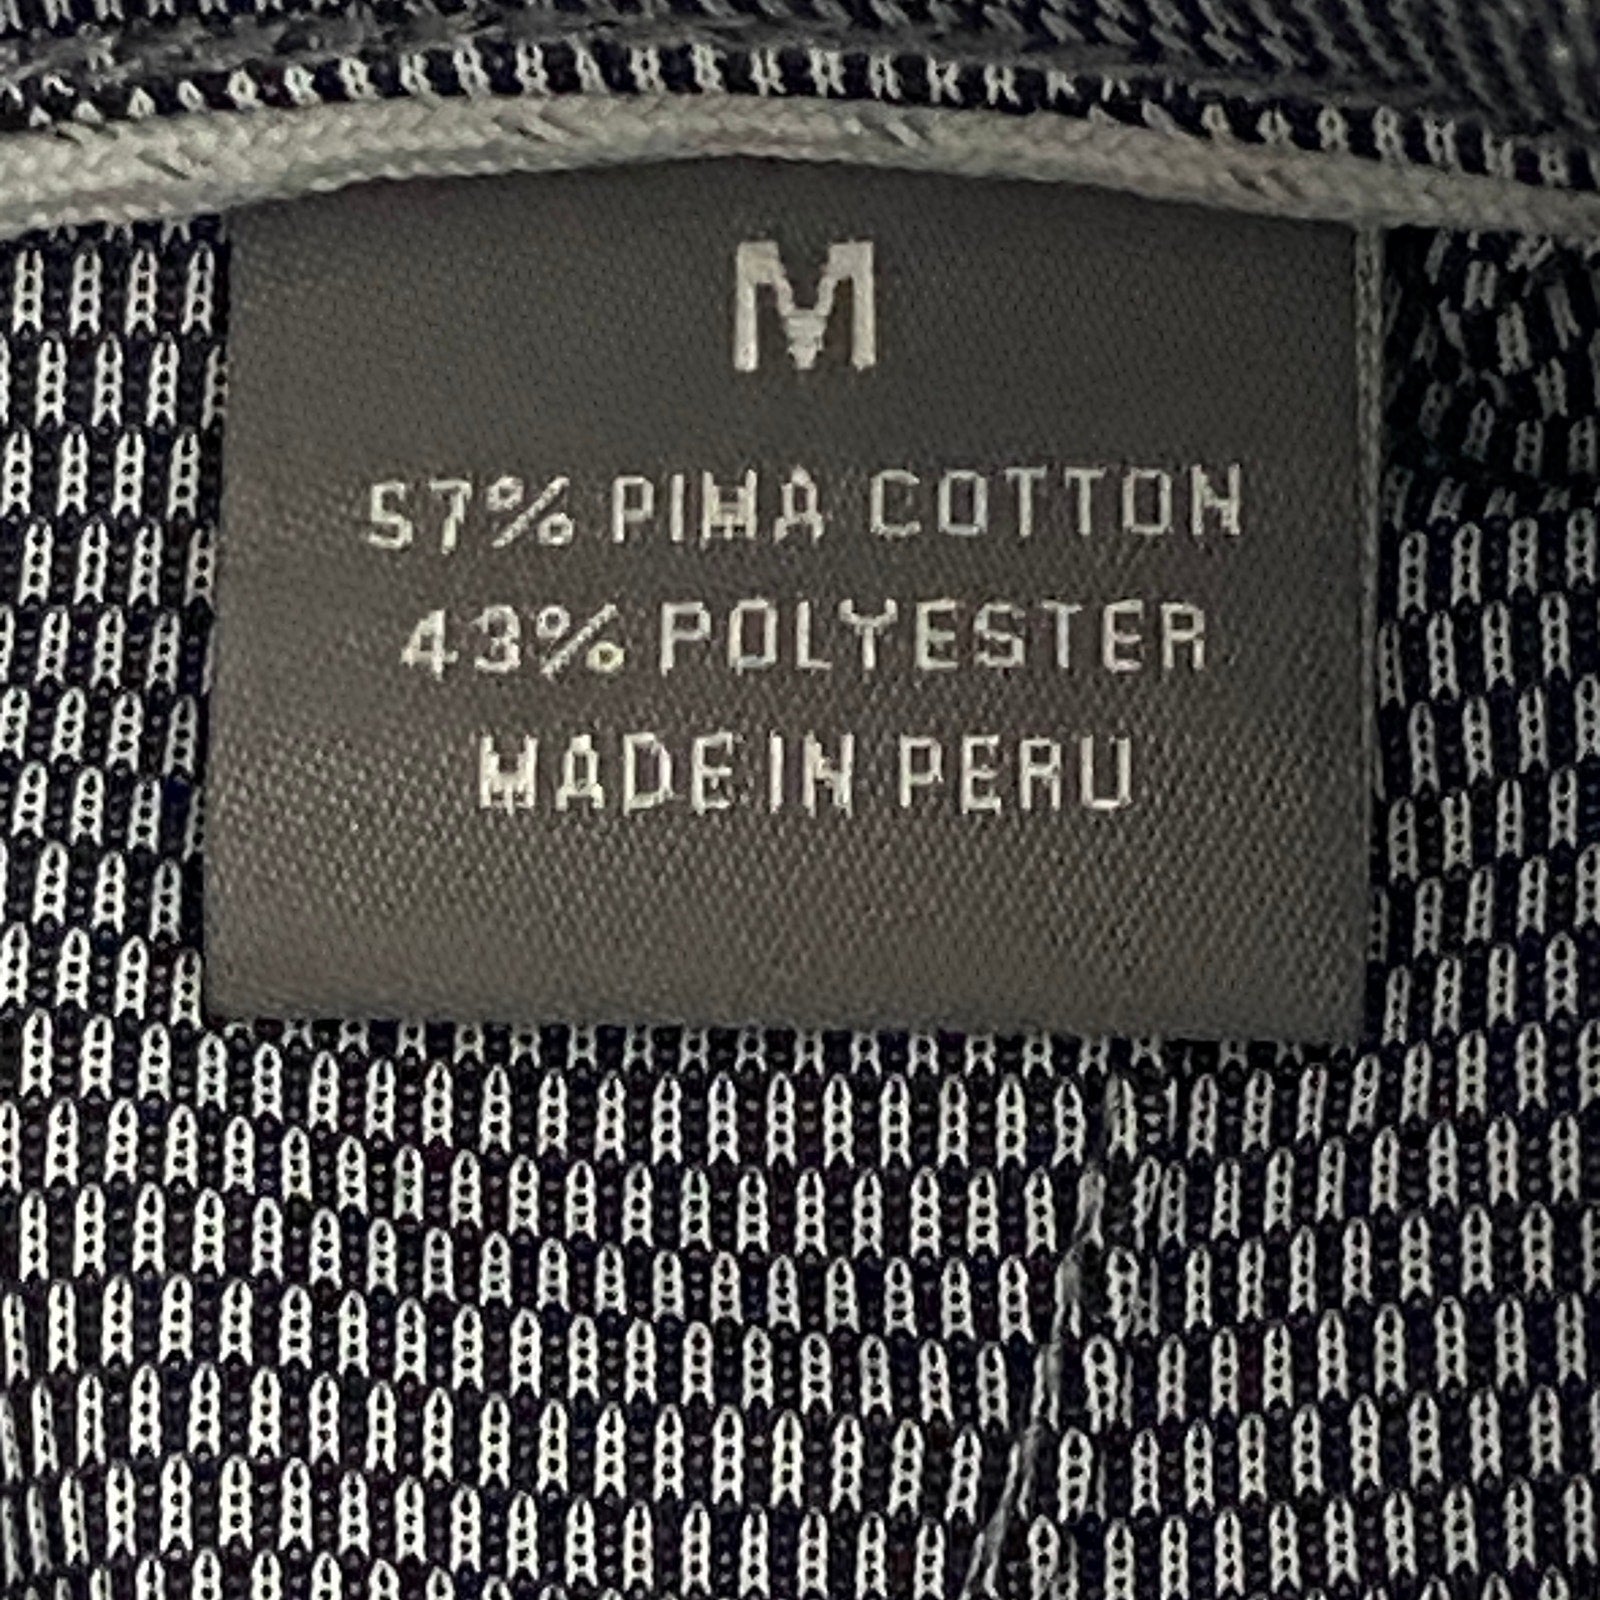 M
57% PIMA COTTON
43% POLYESTER
MADE IN PERU